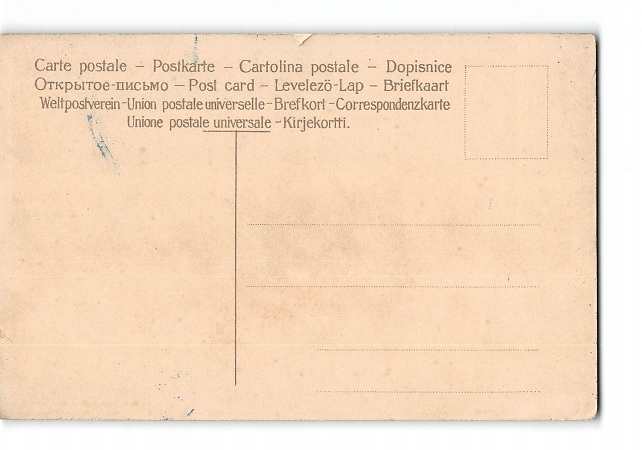 Carte postale – Postkarte – Cartolina postale – Dopisnice
Открытое-письмо – Post card – Levelezö-Lap – Briefkaart
Weltpostverein-Union postale universelle-Brefkort-Correspondenzkarte
Unione postale universale-Kirjekortti.